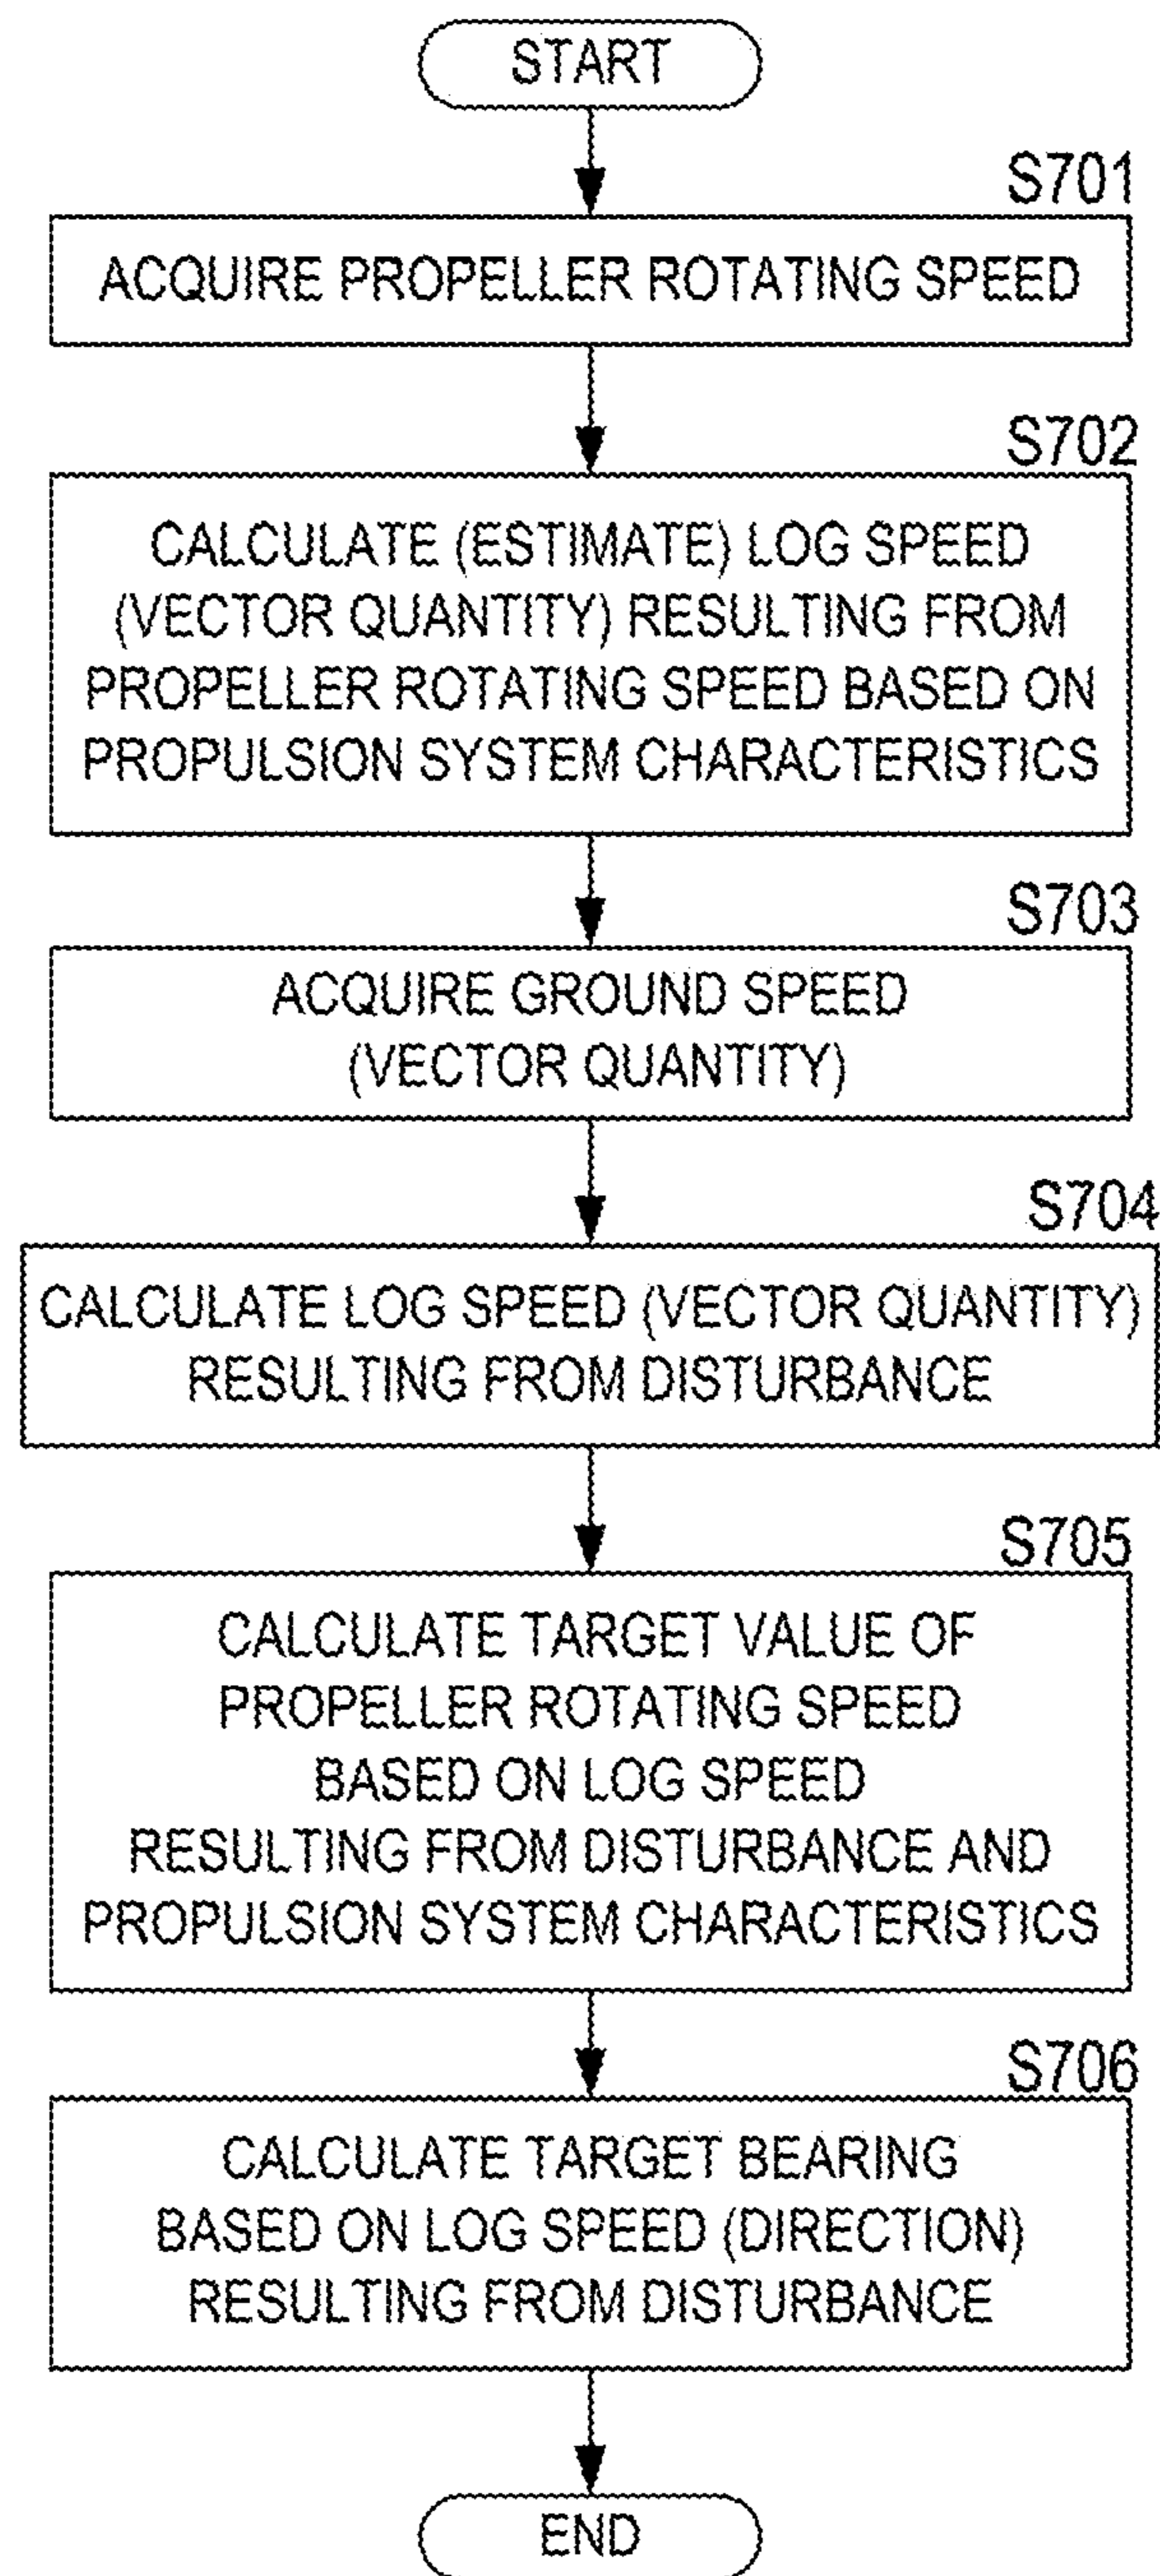 START
S701
ACQUIRE PROPELLER ROTATING SPEED
S702
CALCULATE (ESTIMATE) LOG SPEED
(VECTOR QUANTITY) RESULTING FROM
PROPELLER ROTATING SPEED BASED ON
PROPULSION SYSTEM CHARACTERISTICS
S703
ACQUIRE GROUND SPEED
(VECTOR QUANTITY)
S704
CALCULATE LOG SPEED (VECTOR QUANTITY)
RESULTING FROM DISTURBANCE
S705
CALCULATE TARGET VALUE OF
PROPELLER ROTATING SPEED
BASED ON LOG SPEED
RESULTING FROM DISTURBANCE AND
PROPULSION SYSTEM CHARACTERISTICS
S706
CALCULATE TARGET BEARING
BASED ON LOG SPEED (DIRECTION)
RESULTING FROM DISTURBANCE
END